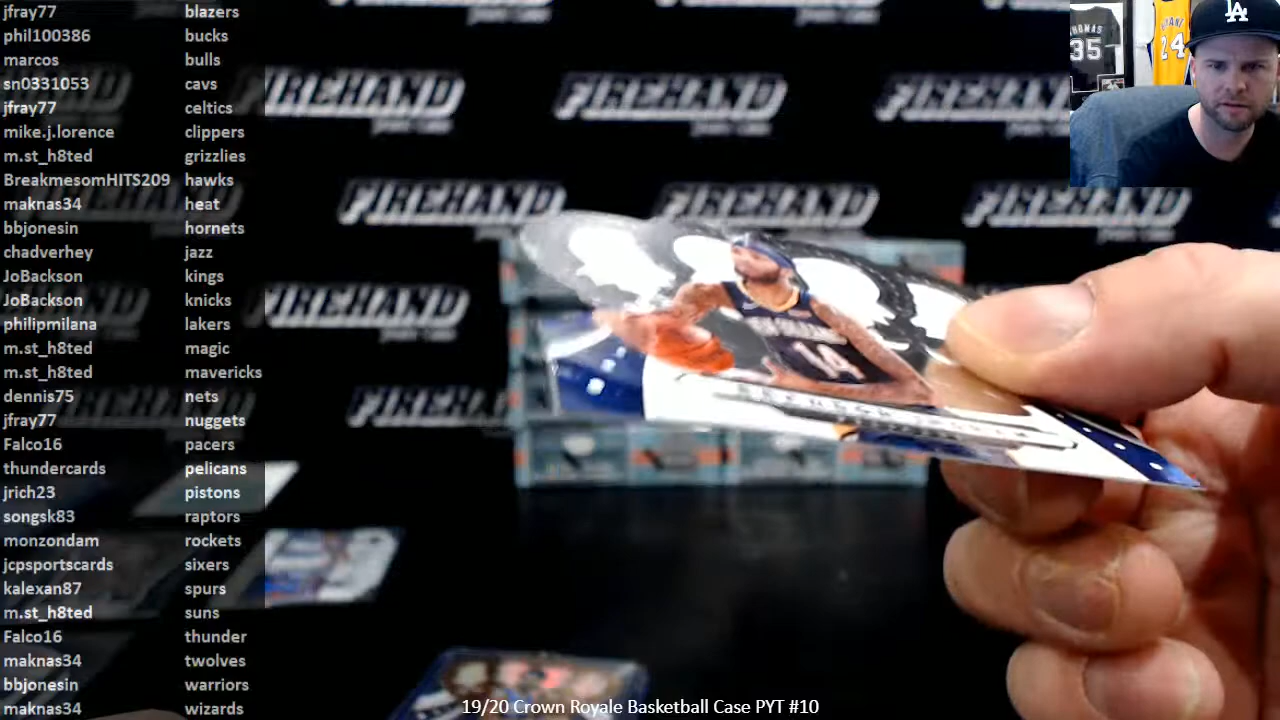 jfray77 blazers
phil100386 bucks
marcos bulls
sn0331053 cavs
jfray77 celtics
mike.j.lorence clippers
m.st_h8ted grizzlies
BreakmesomHITS209 hawks
maknas34 heat
bbjonesin hornets
chadverhey jazz
JoBackson kings
JoBackson knicks
philipmilana lakers
m.st_h8ted magic
m.st_h8ted mavericks
dennis75 nets
jfray77 nuggets
Falco16 pacers
thundercards pelicans
jrich23 pistons
songsk83 raptors
monzondam rockets
jcpsportscards sixers
kalexan87 spurs
m.st_h8ted suns
Falco16 thunder
maknas34 twolves
bbjonesin warriors
maknas34 wizards
FIREHAND FIREHAND FIREHAND
FIREHAND FIREHAND FIREHAND
FIREHAND
FIREHAND
LA
35
24
14
19/20 Crown Royale Basketball Case PYT #10